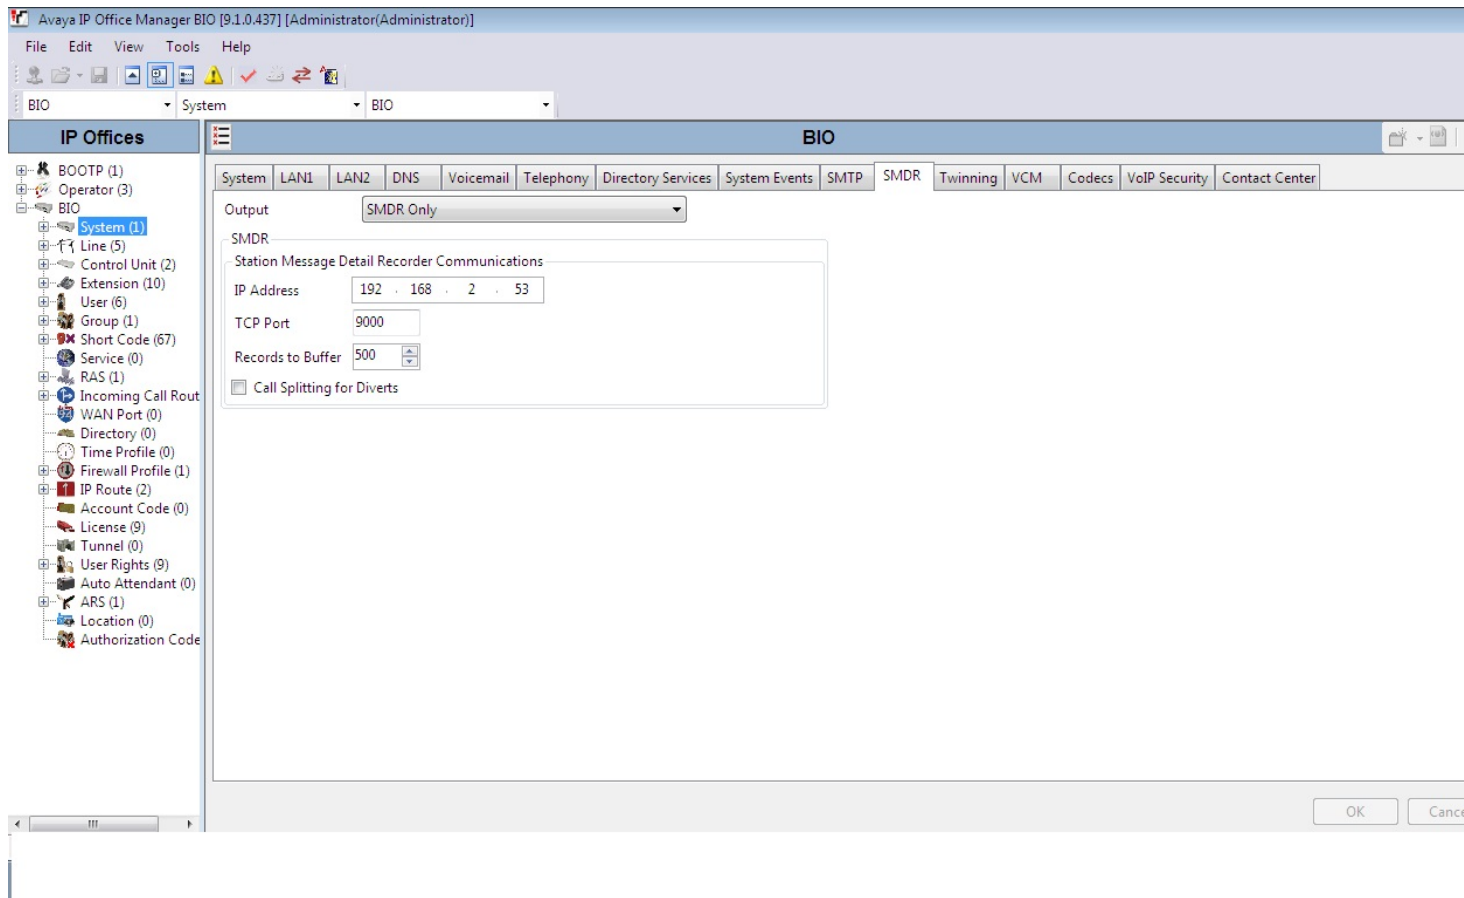 Avaya IP Office Manager BIO [9.1.0.437] [Administrator(Administrator)]
File Edit View Tools Help
BIO System BIO
IP Offices
BIO
BOOTP (1)
Operator (3)
BIO
System (1)
Line (5)
Control Unit (2)
Extension (10)
User (6)
Group (1)
Short Code (67)
Service (0)
RAS (1)
Incoming Call Rout
WAN Port (0)
Directory (0)
Time Profile (0)
Firewall Profile (1)
IP Route (2)
Account Code (0)
License (9)
Tunnel (0)
User Rights (9)
Auto Attendant (0)
ARS (1)
Location (0)
Authorization Code
System LAN1 LAN2 DNS Voicemail Telephony Directory Services System Events SMTP SMDR Twinning VCM Codecs VoIP Security Contact Center
Output SMDR Only
SMDR
Station Message Detail Recorder Communications
IP Address 192 . 168 . 2 . 53
TCP Port 9000
Records to Buffer 500
Call Splitting for Diverts
OK Cance